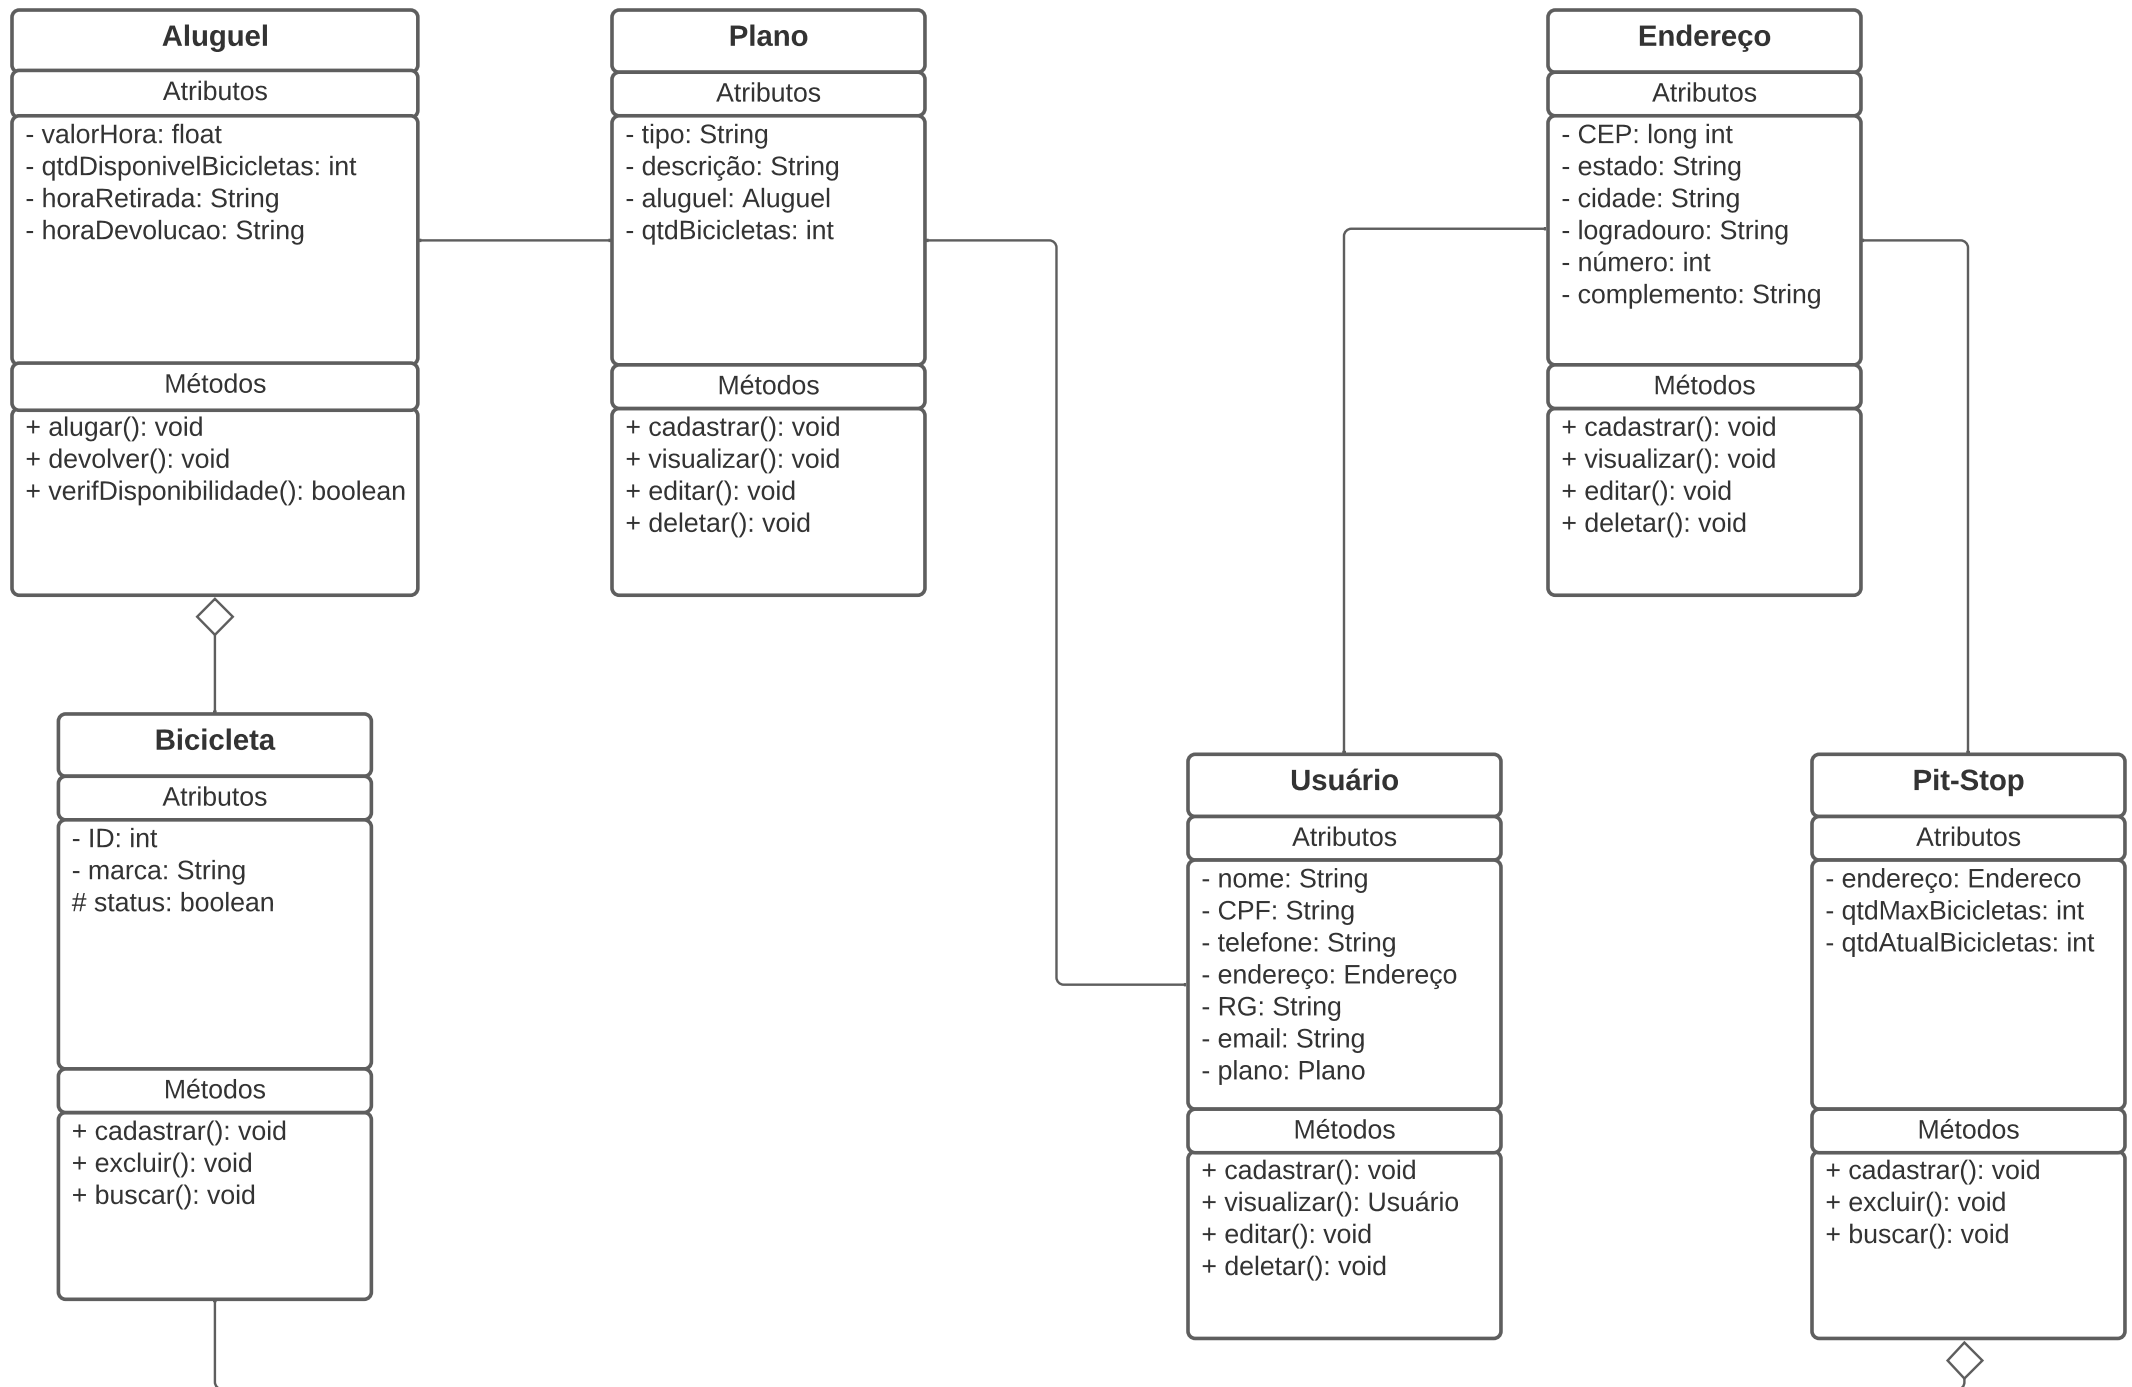 Aluguel
Atributos
- valorHora: float
- qtdDisponivelBicicletas: int
- horaRetirada: String
- horaDevolucao: String
Métodos
+ alugar(): void
+ devolver(): void
+ verifDisponibilidade(): boolean
Plano
Atributos
- tipo: String
- descrição: String
- aluguel: Aluguel
- qtdBicicletas: int
Métodos
+ cadastrar(): void
+ visualizar(): void
+ editar(): void
+ deletar(): void
Endereço
Atributos
- CEP: long int
- estado: String
- cidade: String
- logradouro: String
- número: int
- complemento: String
Métodos
+ cadastrar(): void
+ visualizar(): void
+ editar(): void
+ deletar(): void
Bicicleta
Atributos
- ID: int
- marca: String
# status: boolean
Métodos
+ cadastrar(): void
+ excluir(): void
+ buscar(): void
Usuário
Atributos
- nome: String
- CPF: String
- telefone: String
- endereço: Endereço
- RG: String
- email: String
- plano: Plano
Métodos
+ cadastrar(): void
+ visualizar(): Usuário
+ editar(): void
+ deletar(): void
Pit-Stop
Atributos
- endereço: Endereco
- qtdMaxBicicletas: int
- qtdAtualBicicletas: int
Métodos
+ cadastrar(): void
+ excluir(): void
+ buscar(): void